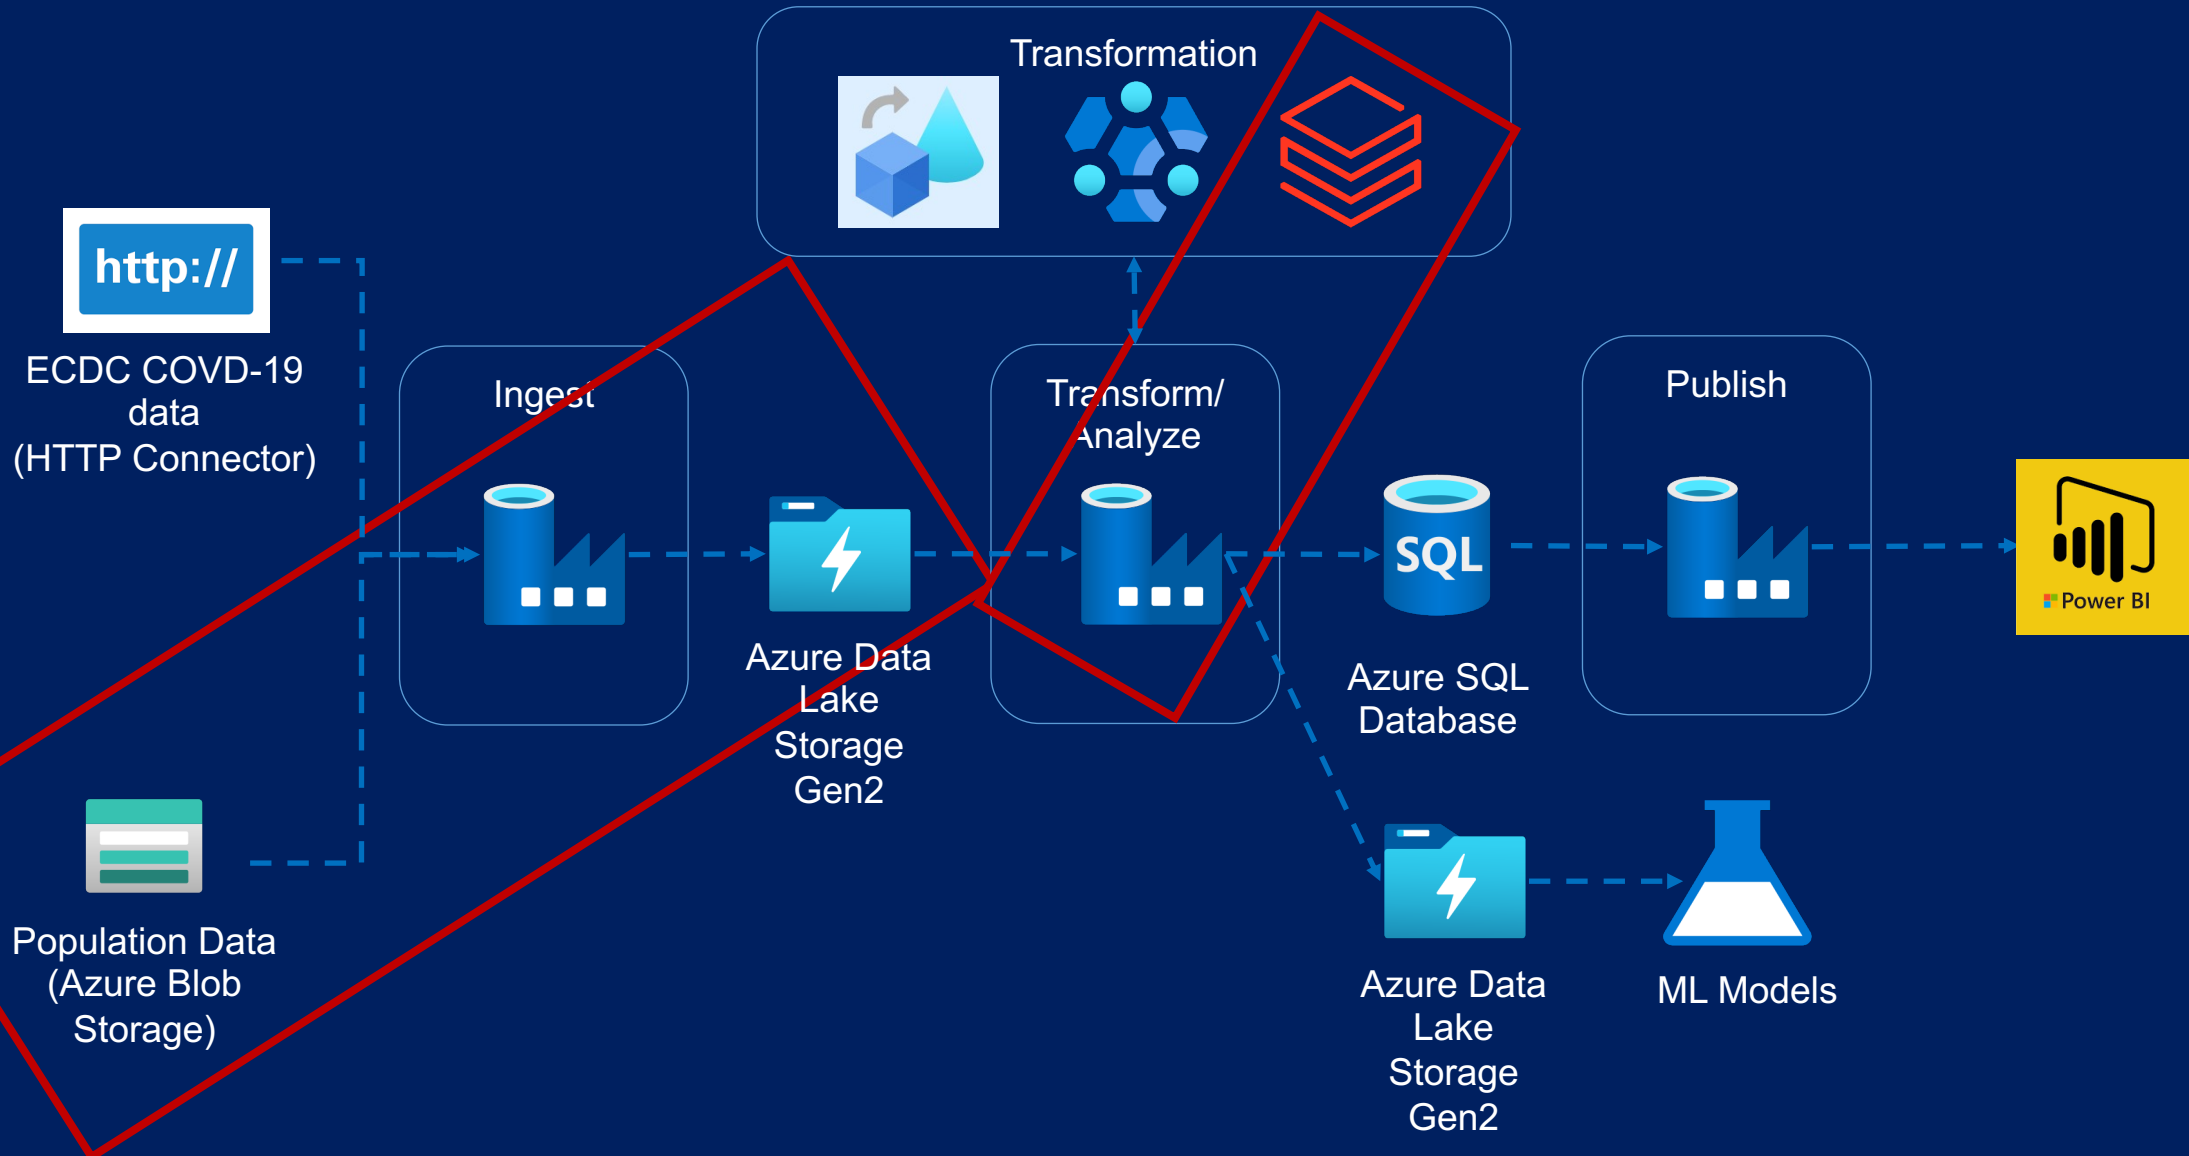 Transformation
http://
ECDC COVD-19
data
(HTTP Connector)
Ingest
Transform/
Analyze
Publish
SQL
Power BI
Azure Data
Lake
Storage
Gen2
Azure SQL
Database
Population Data
(Azure Blob
Storage)
Azure Data
Lake
Storage
Gen2
ML Models